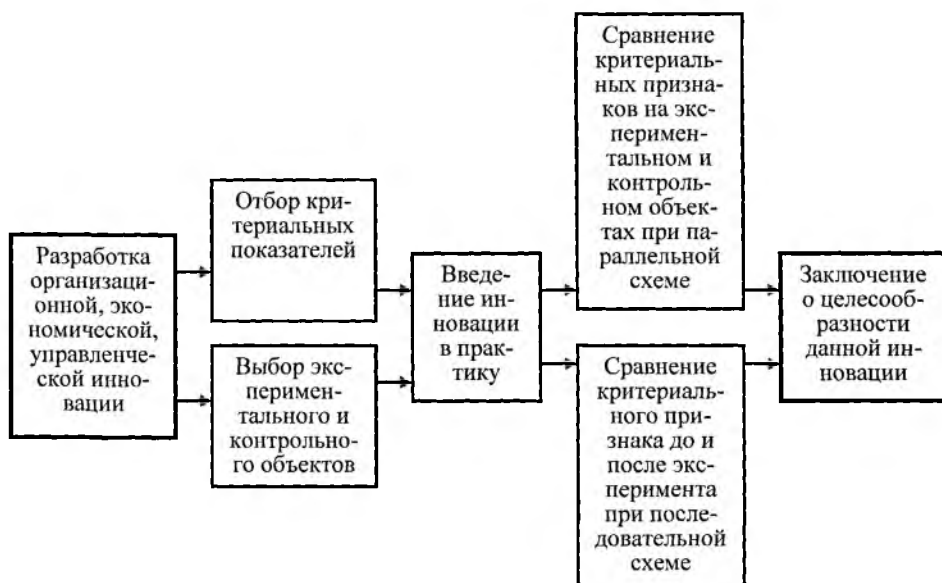 Разработка
организаци-
онной, эко-
номической,
управленче-
ской инно-
вации
Отбор кри-
териальных
показателей
Выбор экс-
перимен-
тального и
контрольно-
го объектов
Введе-
ние ин-
новации
в прак-
тику
Сравнение
критериаль-
ных призна-
ков на экс-
перимен-
тальном и
контроль-
ном объек-
тах при па-
раллельной
схеме
Сравнение
критериаль-
ного при-
знака до и
после экс-
перимента
при после-
довательной
схеме
Заключение
о целесооб-
разности
данной ин-
новации